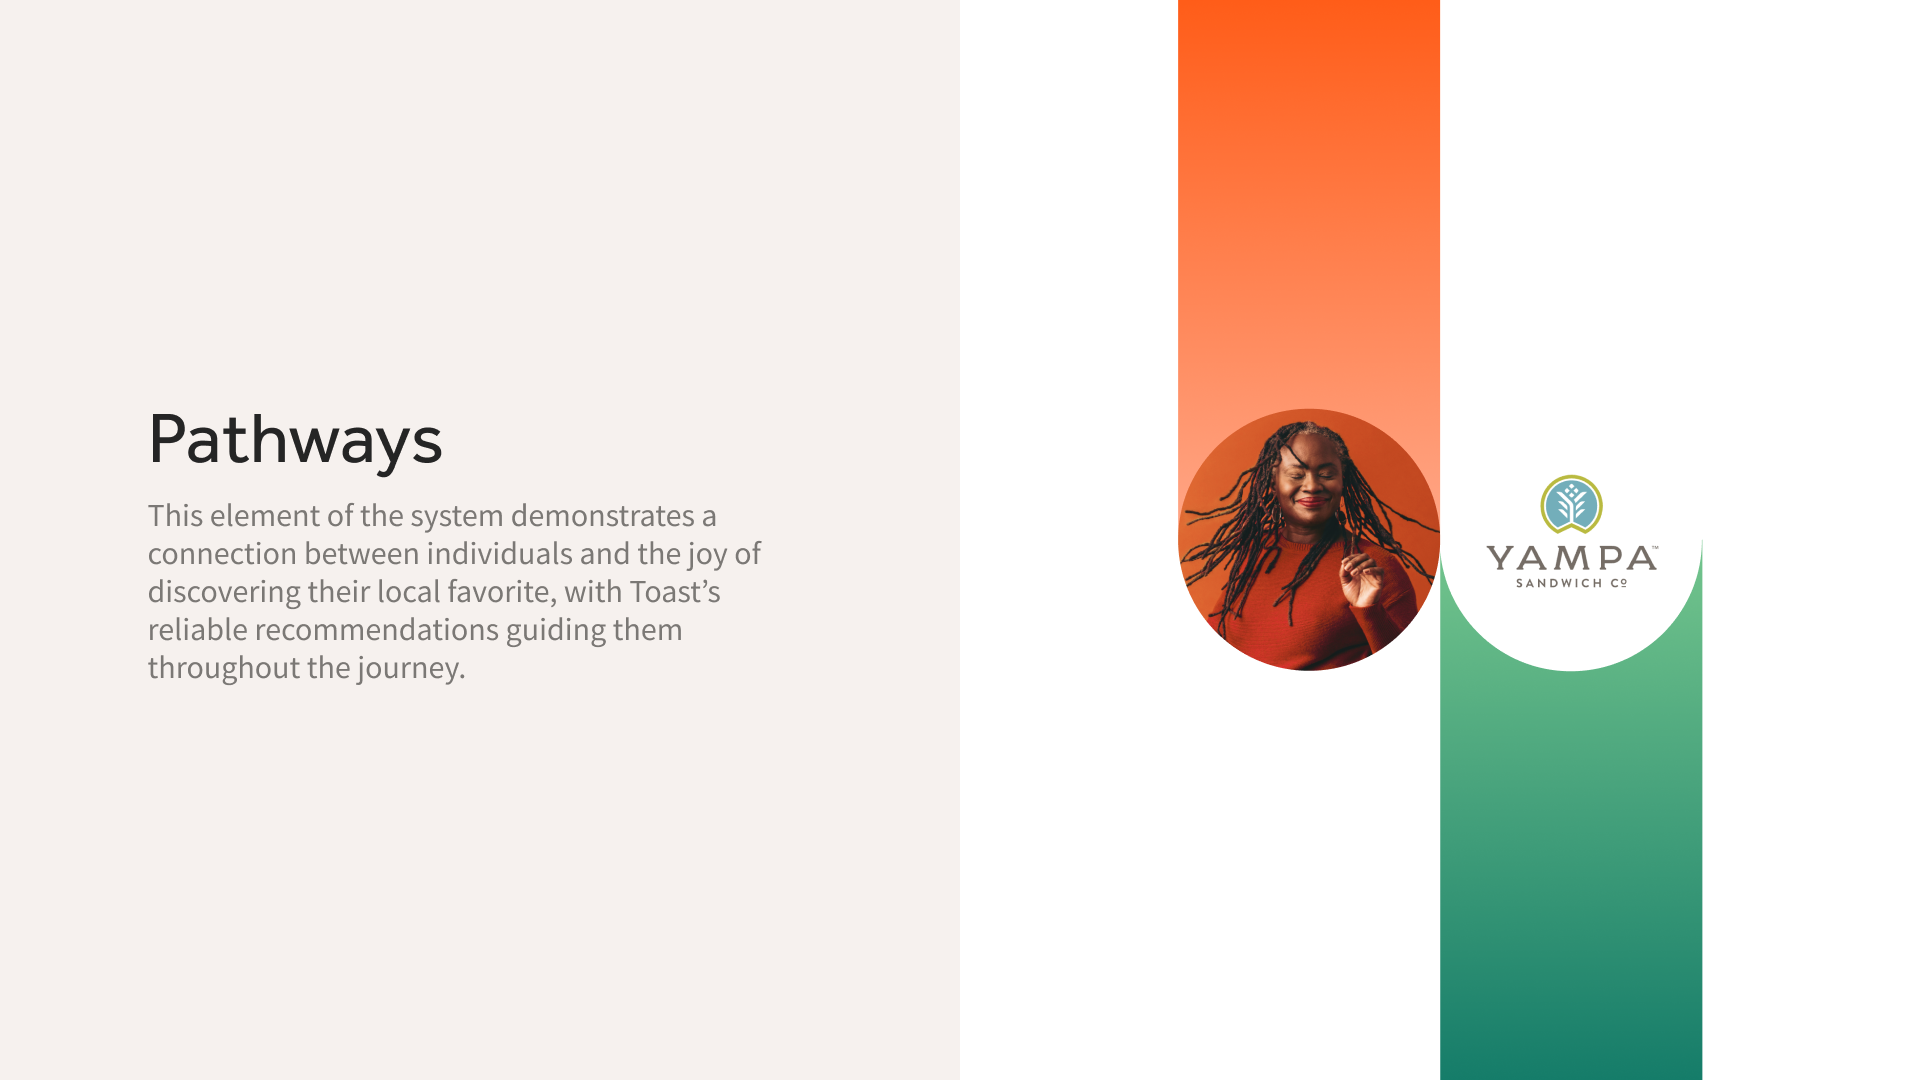 Pathways
This element of the system demonstrates a
connection between individuals and the joy of
discovering their local favorite, with Toast’s
reliable recommendations guiding them
throughout the journey.
YAMPA™
SANDWICH Cº